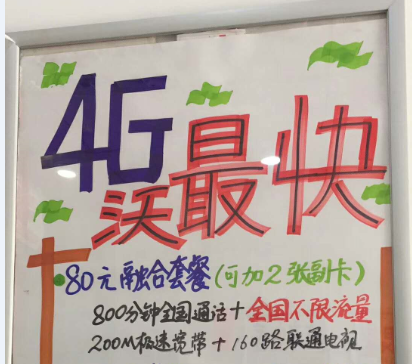 4G
沃最快
80元融合套餐(可加2张副卡)
800分钟全国通话+全国不限流量
200M极速宽带+160路联通电视